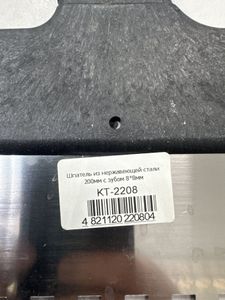 Шпатель из нержавеющей стали
200мм с зубом 8*8мм
KT-2208
4 821120 220804